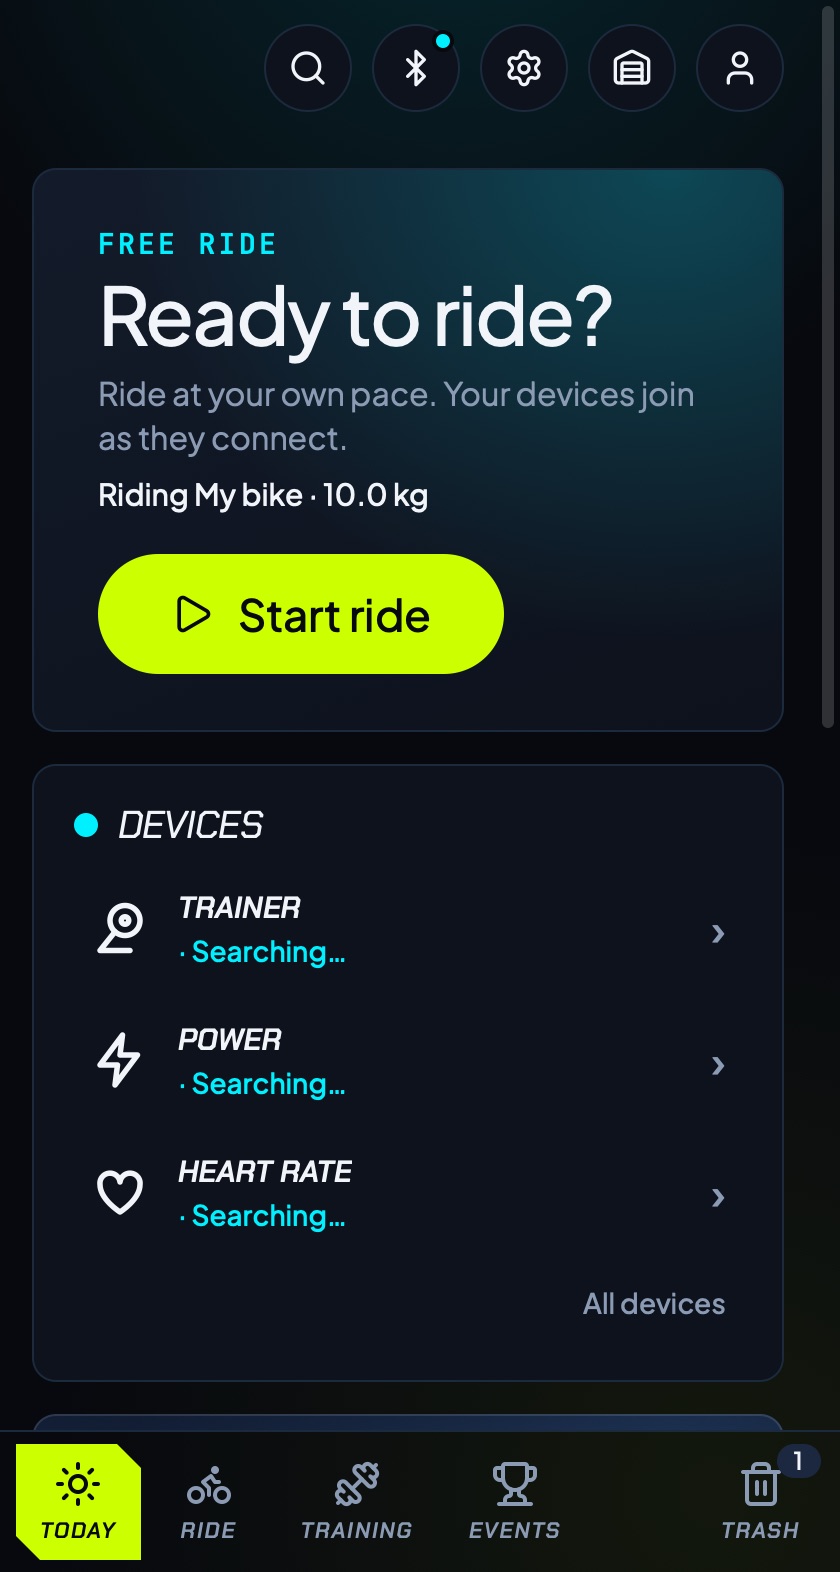 FREE RIDE
Ready to ride?
Ride at your own pace. Your devices join
as they connect.
Riding My bike · 10.0 kg
Start ride
DEVICES
TRAINER
· Searching…
POWER
· Searching…
HEART RATE
· Searching…
All devices
1
TODAY
RIDE
TRAINING
EVENTS
TRASH